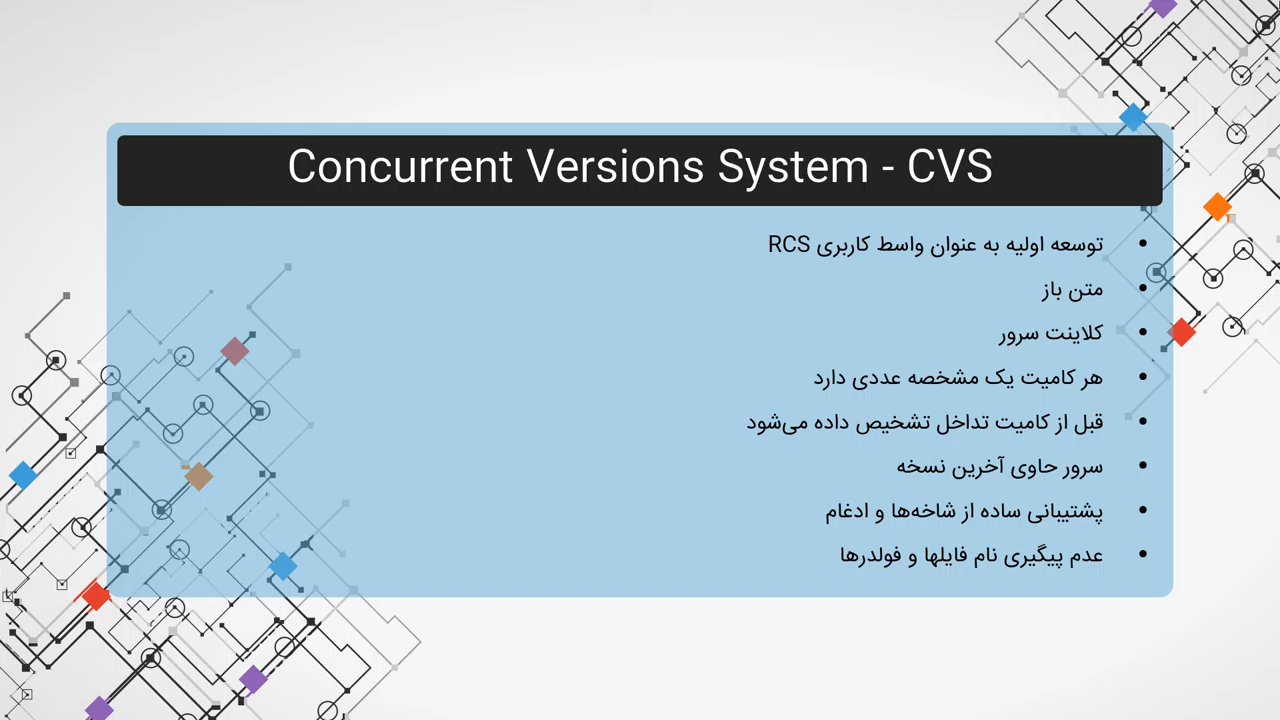 Concurrent Versions System - CVS
• توسعه اولیه به عنوان واسط کاربری RCS
• متن باز
• کلاینت سرور
• هر کامیت یک مشخصه عددی دارد
• قبل از کامیت تداخل تشخیص داده می‌شود
• سرور حاوی آخرین نسخه
• پشتیبانی ساده از شاخه‌ها و ادغام
• عدم پیگیری نام فایلها و فولدرها